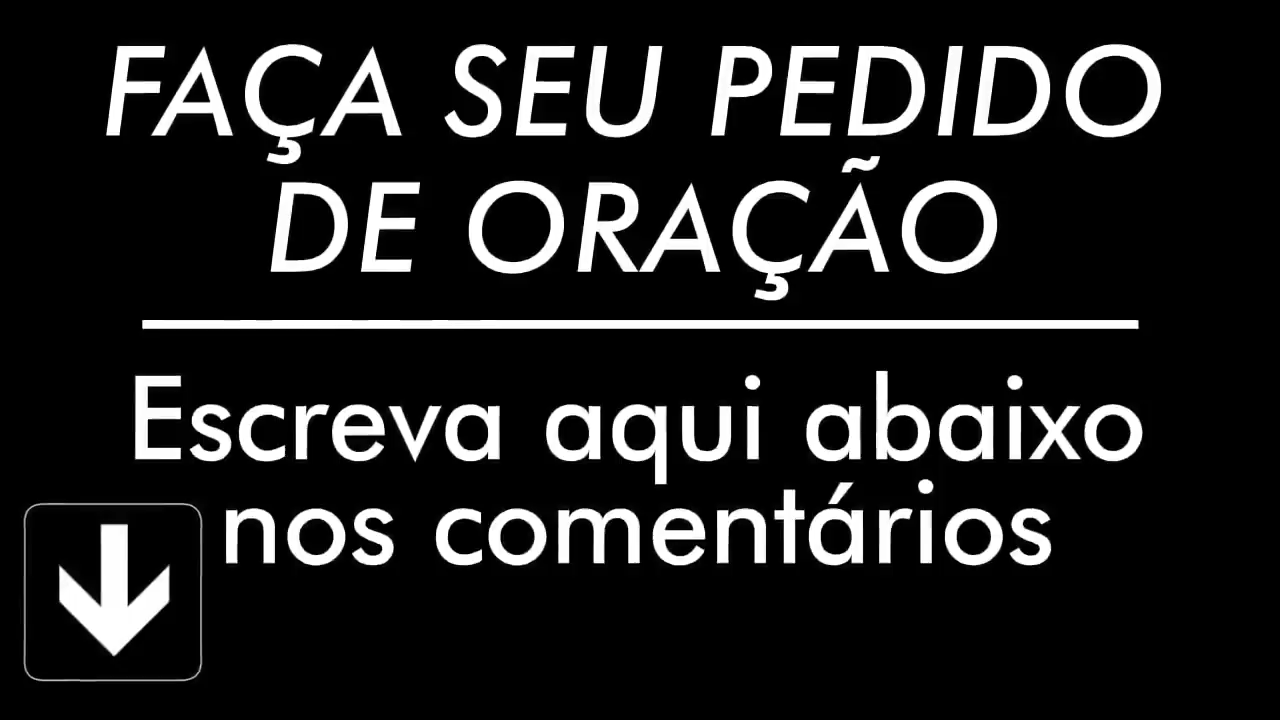 FAÇA SEU PEDIDO
DE ORAÇÃO
Escreva aqui abaixo
nos comentários